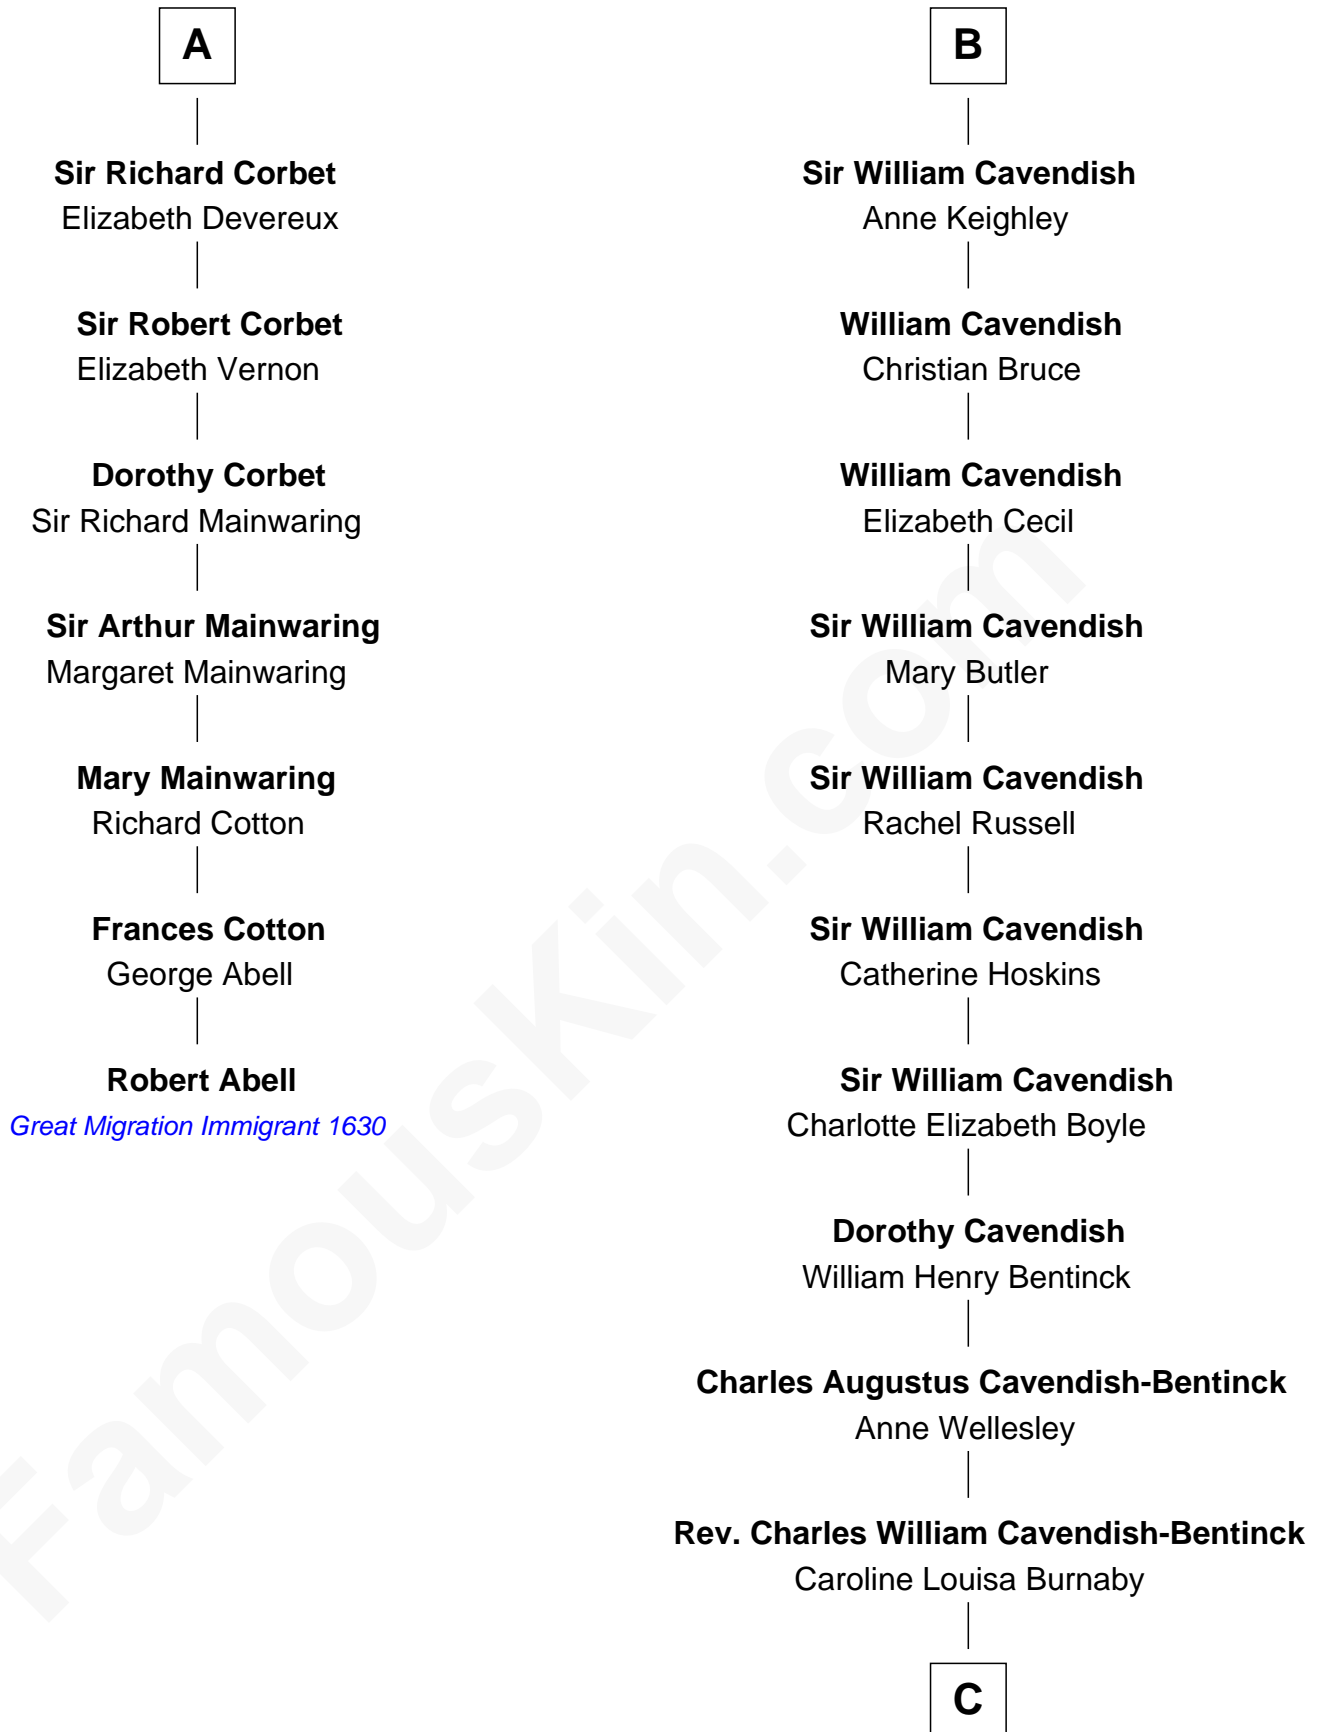 A
Sir Richard Corbet
Elizabeth Devereux
Sir Robert Corbet
Elizabeth Vernon
Dorothy Corbet
Sir Richard Mainwaring
Sir Arthur Mainwaring
Margaret Mainwaring
Mary Mainwaring
Richard Cotton
Frances Cotton
George Abell
Robert Abell
Great Migration Immigrant 1630
B
Sir William Cavendish
Anne Keighley
William Cavendish
Christian Bruce
William Cavendish
Elizabeth Cecil
Sir William Cavendish
Mary Butler
Sir William Cavendish
Rachel Russell
Sir William Cavendish
Catherine Hoskins
Sir William Cavendish
Charlotte Elizabeth Boyle
Dorothy Cavendish
William Henry Bentinck
Charles Augustus Cavendish-Bentinck
Anne Wellesley
Rev. Charles William Cavendish-Bentinck
Caroline Louisa Burnaby
C
FamousKin.com